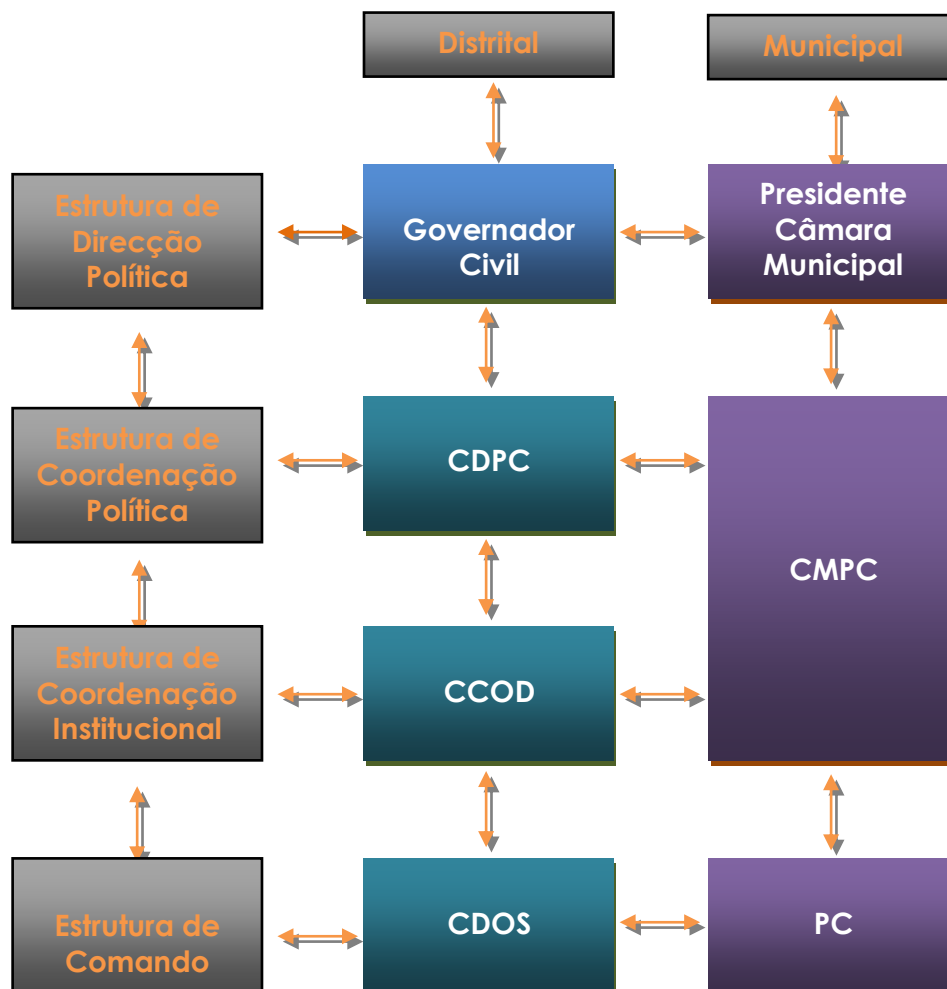 Distrital
Municipal
Estrutura de
Direcção
Política
Governador
Civil
Presidente
Câmara
Municipal
Estrutura de
Coordenação
Política
CDPC
CMPC
Estrutura de
Coordenação
Institucional
CCOD
Estrutura de
Comando
CDOS
PC